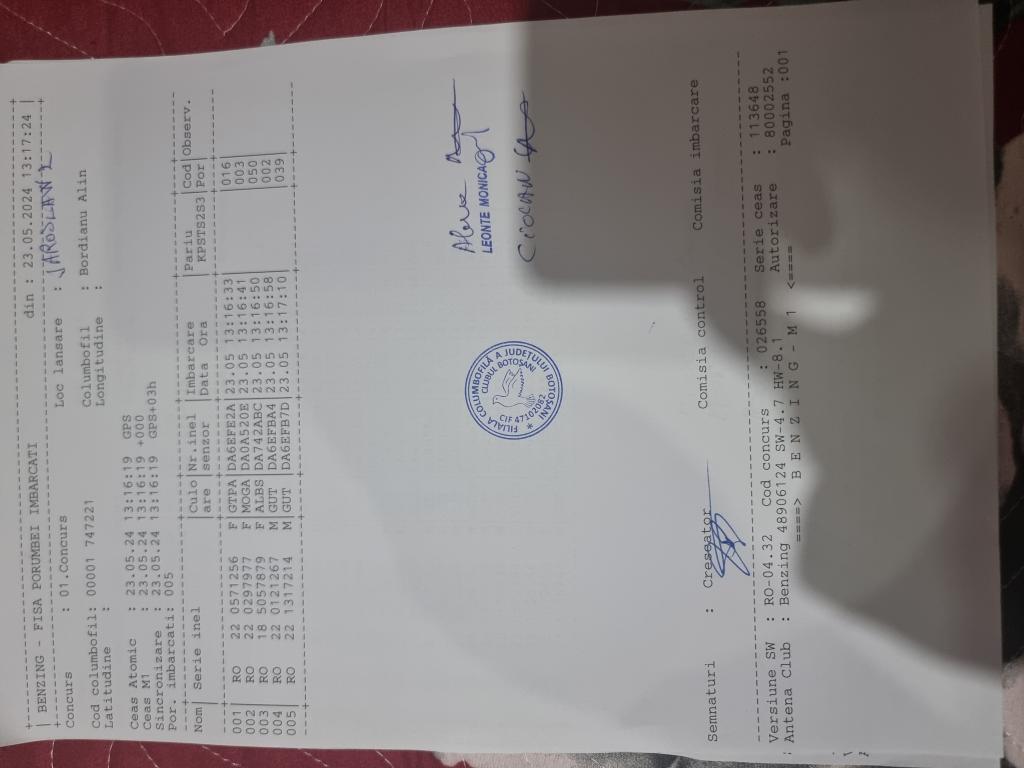 BENZING - FISA PORUMBEI IMBARCATI din : 23.05.2024 13:17:24
Concurs : 01.Concurs Loc lansare : JAROSLAW 2
Cod columbofil: 00001 747221 Columbofil : Bordianu Alin
Latitudine : Longitudine :
Ceas Atomic : 23.05.24 13:16:19 GPS
Ceas M1 : 23.05.24 13:16:19 +000
Sincronizare : 23.05.24 13:16:19 GPS+03h
Por. imbarcati: 005
Nom| Serie inel |Culo|Nr.inel |Imbarcare |Pariu |Cod|Observ.
|are |senzor |Data Ora |KPSTS2S3|Por|
001 RO 22 0571256 F GTPA DA6EFE2A 23.05 13:16:33 016
002 RO 22 0297977 F MOGA DA0A520E 23.05 13:16:41 003
003 RO 18 5057879 F ALBS DA742ABC 23.05 13:16:50 050
004 RO 22 0121267 M GUT DA6EFBA4 23.05 13:16:58 002
005 RO 22 1317214 M GUT DA6EFB7D 23.05 13:17:10 039
LEONTE MONICA
CIOCAN
FILIALA COLUMBOFILĂ A JUDEŢULUI BOTOŞANI
CLUBUL BOTOŞANI
CIF 47102082
Semnaturi : Crescator Comisia control Comisia imbarcare
Versiune SW : RO-04.32 Cod concurs : 026558 Serie ceas : 113648
Antena Club : Benzing 48906124 SW-4.7 HW-8.1 Autorizare : 80002552
====> B E N Z I N G - M 1 <==== Pagina :001